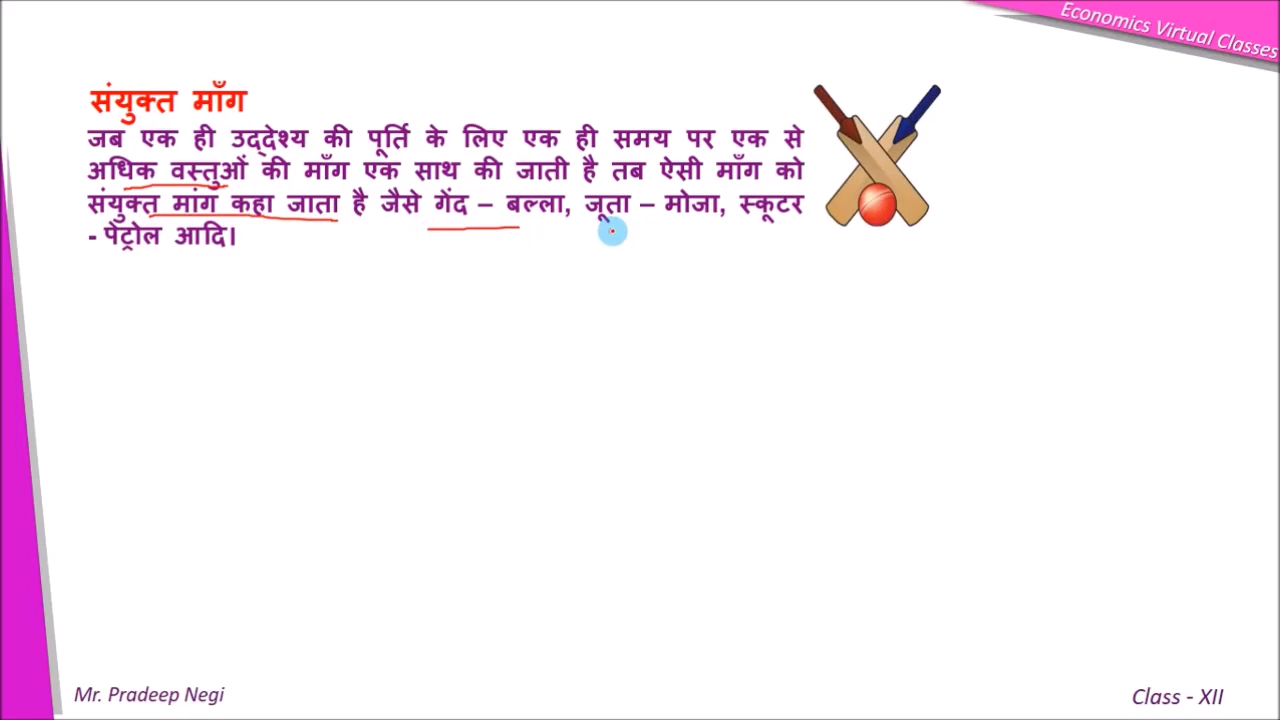 Economics Virtual Classes
संयुक्त माँग
जब एक ही उद्देश्य की पूर्ति के लिए एक ही समय पर एक से
अधिक वस्तुओं की माँग एक साथ की जाती है तब ऐसी माँग को
संयुक्त मांग कहा जाता है जैसे गेंद – बल्ला, जूता – मोजा, स्कूटर
- पेट्रोल आदि।
Mr. Pradeep Negi
Class - XII